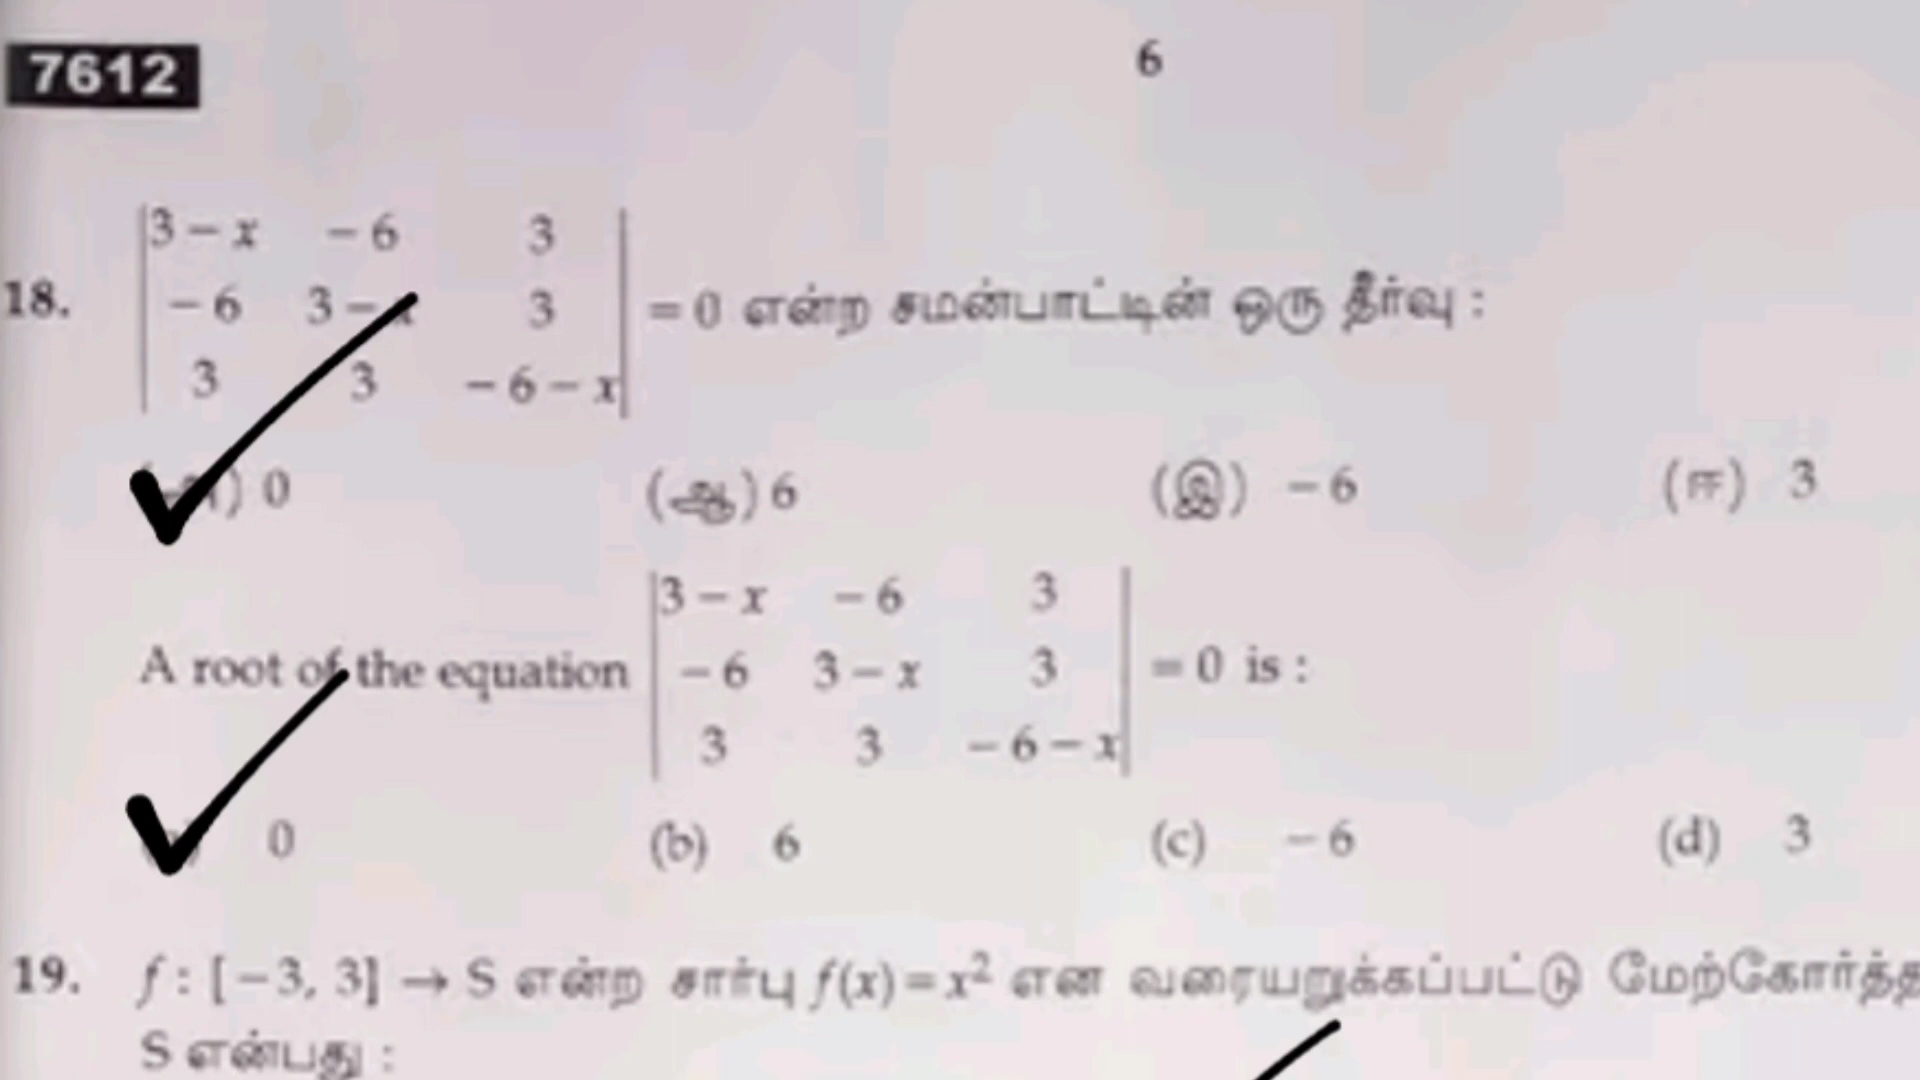 7612
6
18. |3 – x – 6 3|
|– 6 3 – x 3| = 0 என்ற சமன்பாட்டின் ஒரு தீர்வு :
|3 3 – 6 – x|
(அ) 0 (ஆ) 6 (இ) – 6 (ஈ) 3
|3 – x – 6 3|
A root of the equation |– 6 3 – x 3| = 0 is :
|3 3 – 6 – x|
(a) 0 (b) 6 (c) – 6 (d) 3
19. f : [–3, 3] → S என்ற சார்பு f(x) = x² என வரையறுக்கப்பட்டு மேற்கோர்த்த
S என்பது :